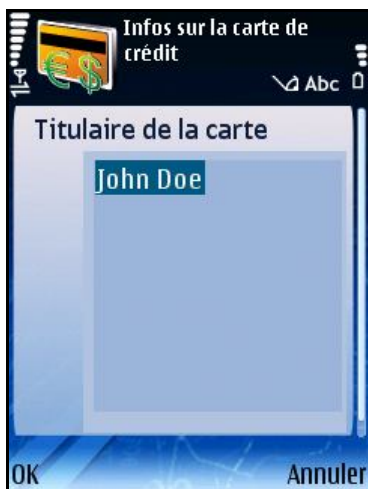 Infos sur la carte de
crédit
Abc
Titulaire de la carte
John Doe
OK Annuler